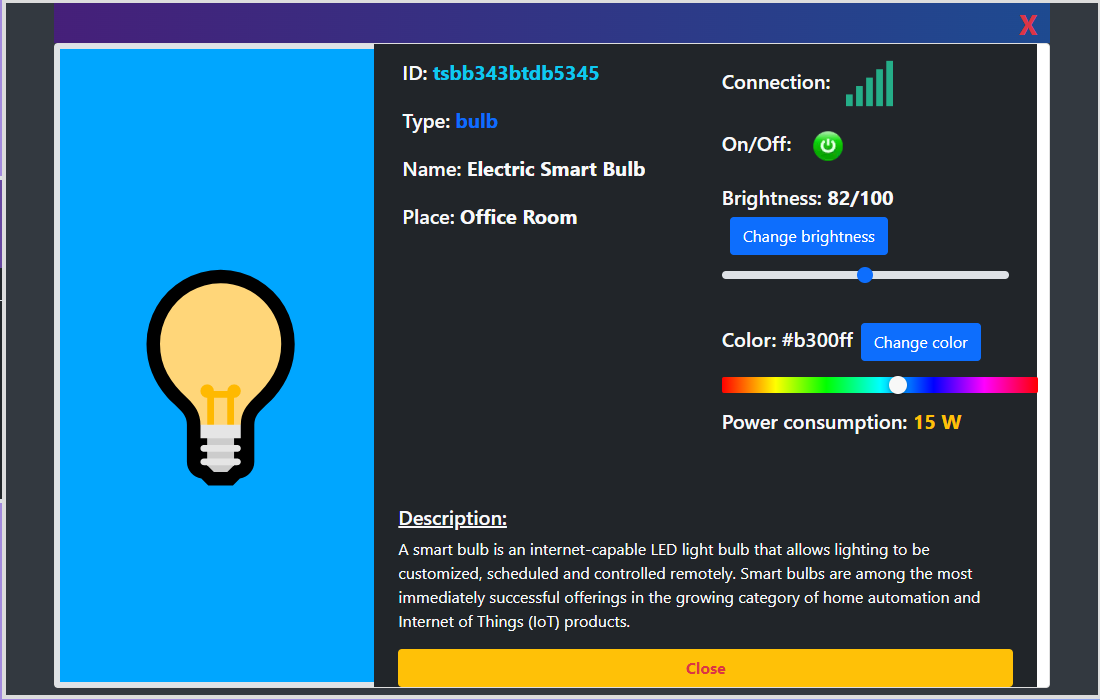 X
ID: tsbb343btdb5345
Type: bulb
Name: Electric Smart Bulb
Place: Office Room
Connection:
On/Off:
Brightness: 82/100
Change brightness
Color: #b300ff Change color
Power consumption: 15 W
Description:
A smart bulb is an internet-capable LED light bulb that allows lighting to be
customized, scheduled and controlled remotely. Smart bulbs are among the most
immediately successful offerings in the growing category of home automation and
Internet of Things (IoT) products.
Close